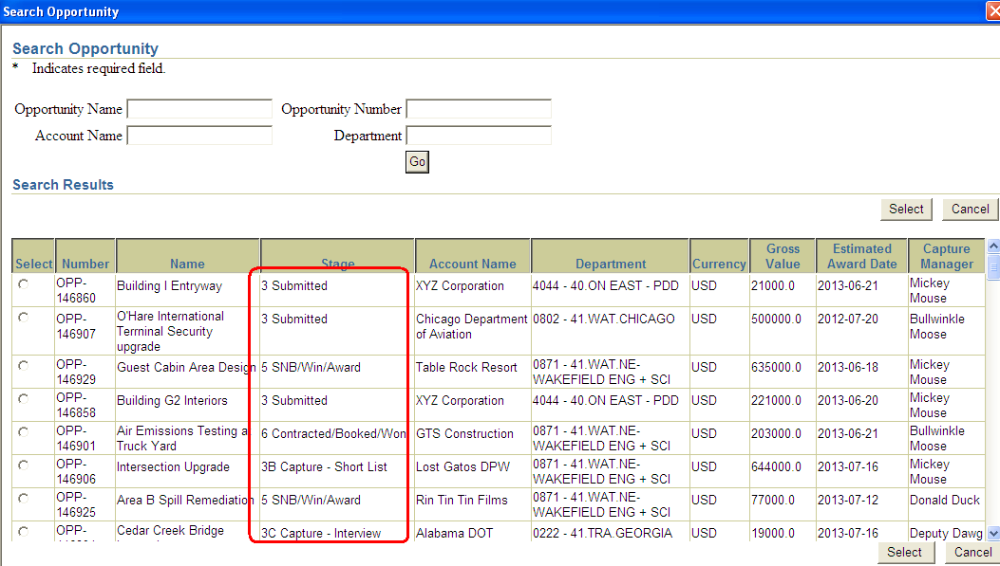 Search Opportunity
Search Opportunity
* Indicates required field.
Opportunity Name Opportunity Number
Account Name Department
Go
Search Results
Select Cancel
Select Number Name Stage Account Name Department Currency Gross Value Estimated Award Date Capture Manager
OPP-146860 Building I Entryway 3 Submitted XYZ Corporation 4044 - 40.ON EAST - PDD USD 21000.0 2013-06-21 Mickey Mouse
OPP-146907 O'Hare International Terminal Security upgrade 3 Submitted Chicago Department of Aviation 0802 - 41.WAT.CHICAGO USD 500000.0 2012-07-20 Bullwinkle Moose
OPP-146929 Guest Cabin Area Design 5 SNB/Win/Award Table Rock Resort 0871 - 41.WAT.NE-WAKEFIELD ENG + SCI USD 635000.0 2013-06-18 Mickey Mouse
OPP-146858 Building G2 Interiors 3 Submitted XYZ Corporation 4044 - 40.ON EAST - PDD USD 221000.0 2013-06-20 Mickey Mouse
OPP-146901 Air Emissions Testing a Truck Yard 6 Contracted/Booked/Won GTS Construction 0871 - 41.WAT.NE-WAKEFIELD ENG + SCI USD 203000.0 2013-06-21 Bullwinkle Moose
OPP-146906 Intersection Upgrade 3B Capture - Short List Lost Gatos DPW 0871 - 41.WAT.NE-WAKEFIELD ENG + SCI USD 644000.0 2013-07-16 Mickey Mouse
OPP-146925 Area B Spill Remediation 5 SNB/Win/Award Rin Tin Tin Films 0871 - 41.WAT.NE-WAKEFIELD ENG + SCI USD 77000.0 2013-07-12 Donald Duck
OPP- Cedar Creek Bridge 3C Capture - Interview Alabama DOT 0222 - 41.TRA.GEORGIA USD 19000.0 2013-07-16 Deputy Dawg
Select Cancel